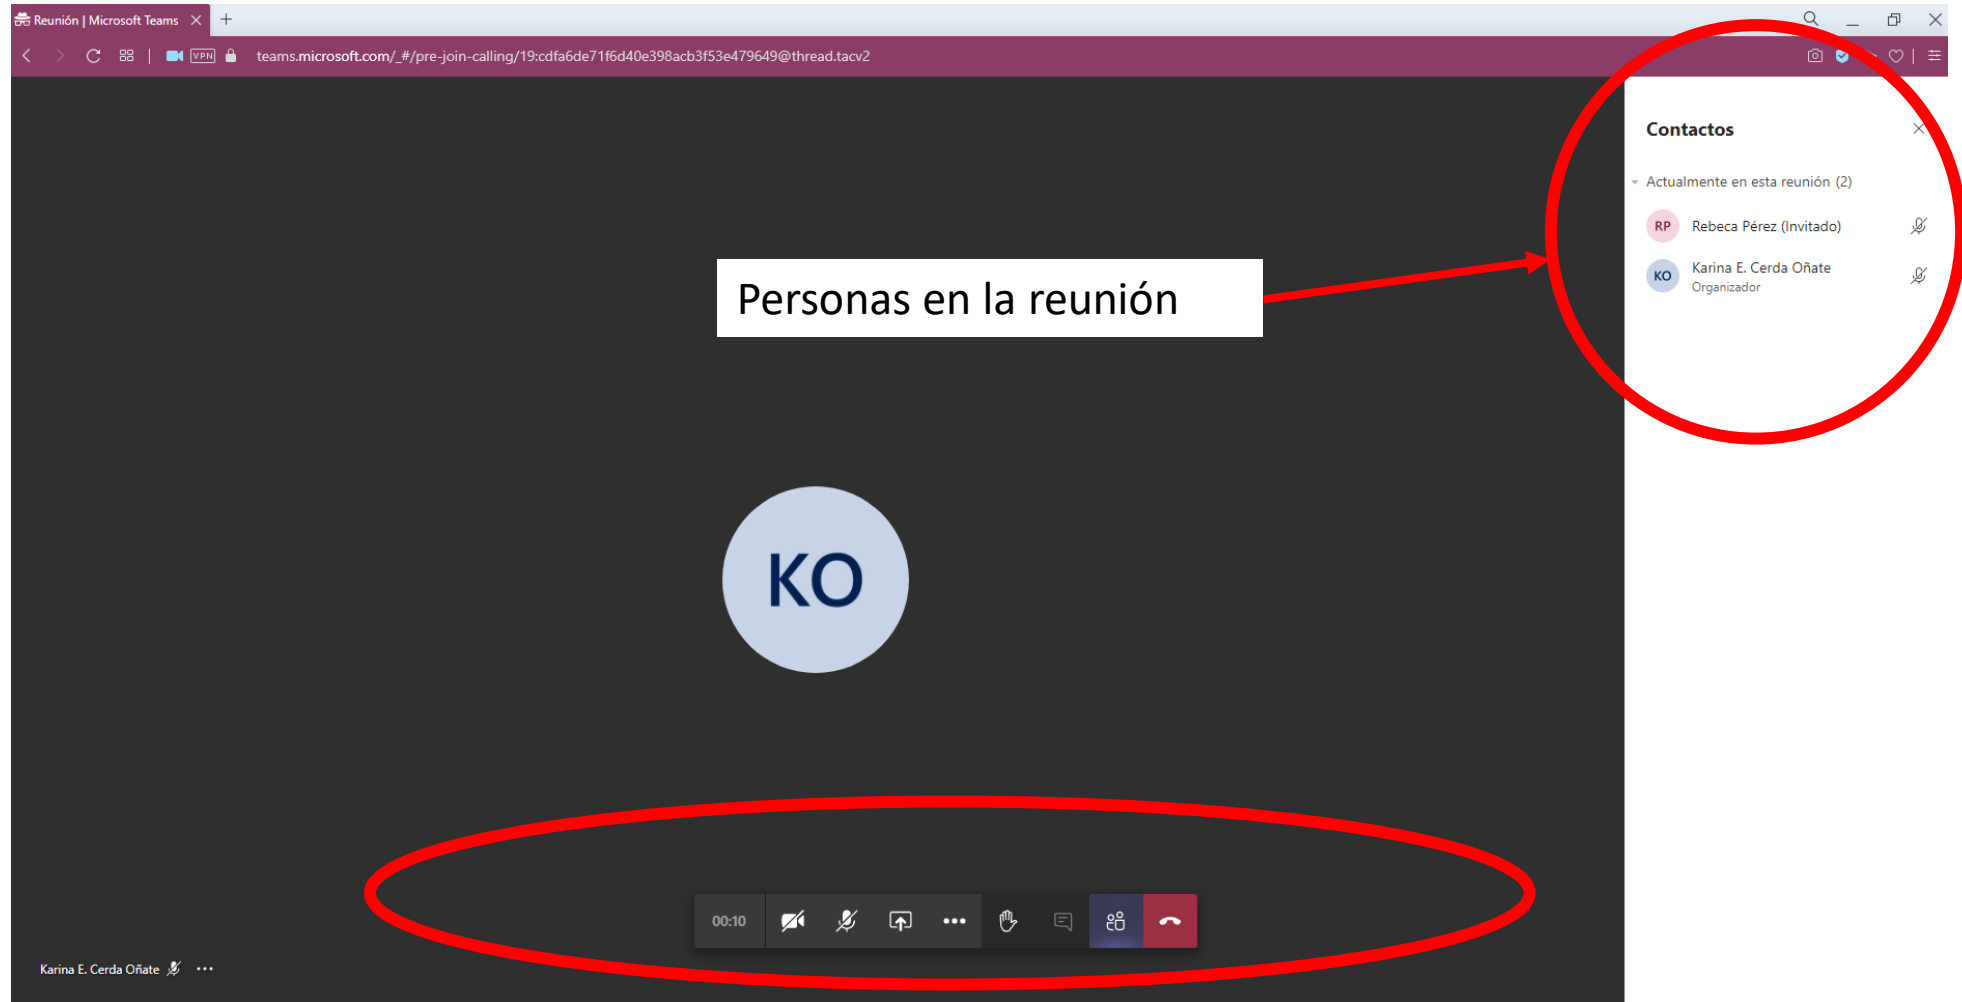 Reunión | Microsoft Teams
VPN
teams.microsoft.com/_#/pre-join-calling/19:cdfa6de71f6d40e398acb3f53e479649@thread.tacv2
Contactos
Actualmente en esta reunión (2)
RP Rebeca Pérez (Invitado)
KO Karina E. Cerda Oñate
Organizador
Personas en la reunión
KO
00:10
Karina E. Cerda Oñate